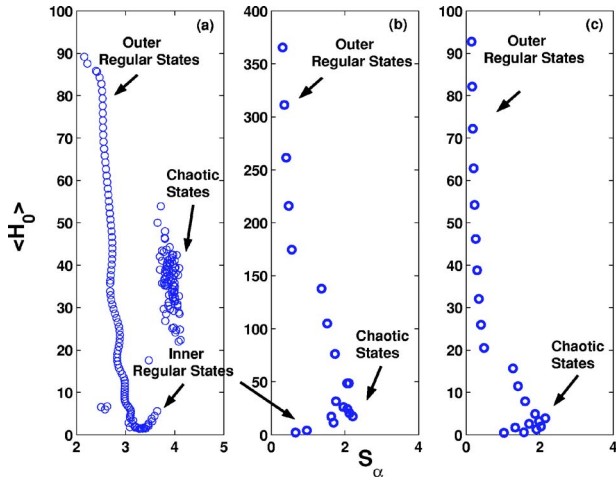 (a)
Outer
Regular States
Chaotic
States
Inner
Regular States
<H0>
100
90
80
70
60
50
40
30
20
10
0
2
3
4
5
(b)
Outer
Regular States
Chaotic
States
400
350
300
250
200
150
100
50
0
0
2
4
Sα
(c)
Outer
Regular States
Chaotic
States
100
90
80
70
60
50
40
30
20
10
0
0
2
4